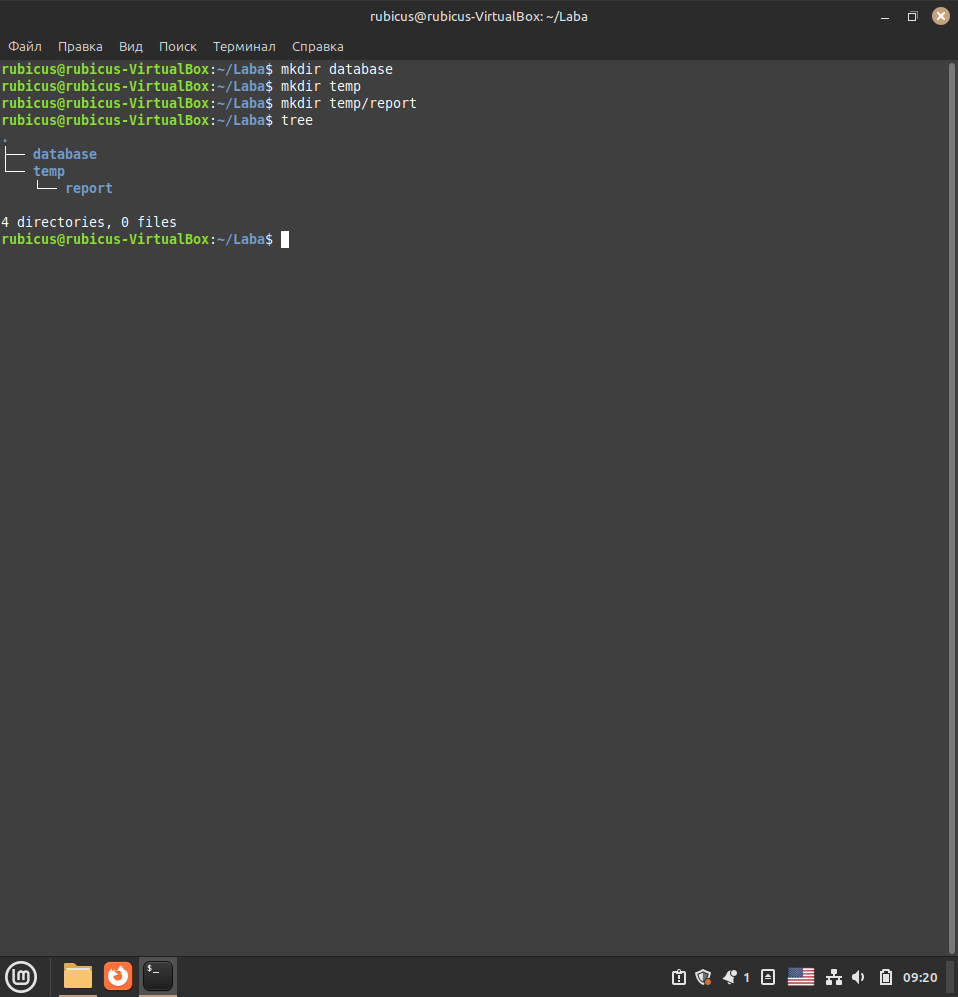 rubicus@rubicus-VirtualBox: ~/Laba
Файл Правка Вид Поиск Терминал Справка
rubicus@rubicus-VirtualBox:~/Laba$ mkdir database
rubicus@rubicus-VirtualBox:~/Laba$ mkdir temp
rubicus@rubicus-VirtualBox:~/Laba$ mkdir temp/report
rubicus@rubicus-VirtualBox:~/Laba$ tree
.
├── database
└── temp
    └── report
4 directories, 0 files
rubicus@rubicus-VirtualBox:~/Laba$
1 09:20